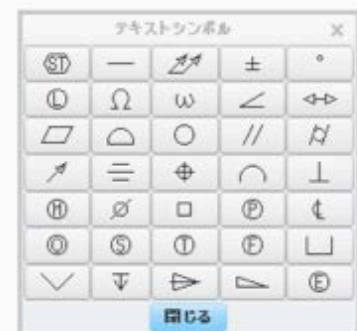 テキストシンボル ×
Ⓢ︎Ⓣ — ± °
Ⓛ Ω ω ∠
▱ ⌓ ○ // ⌭
↗ ⌯ ⌖ ⌒ ⊥
Ⓜ ⌀ □ Ⓟ ℄
Ⓞ Ⓢ Ⓣ Ⓕ ⌴
⌵ ↧ ⌲ ⌳ Ⓔ
閉じる